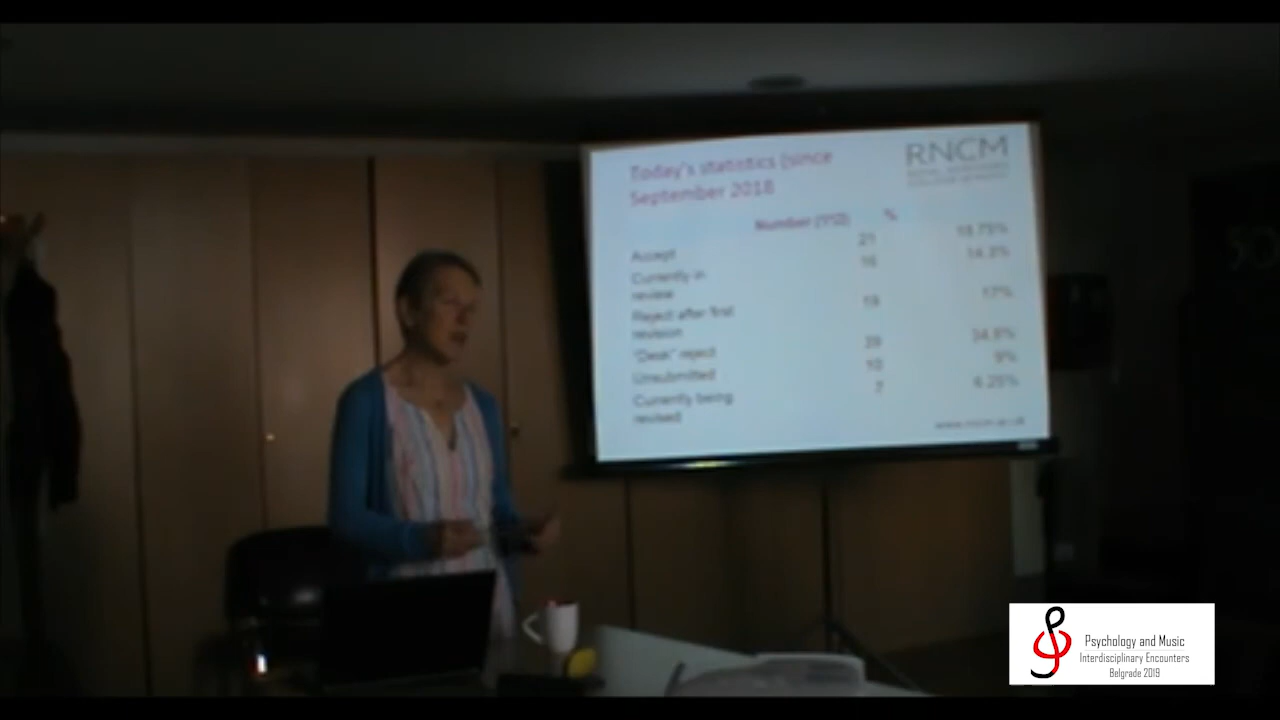 Today's statistics (since
September 2018
RNCM
Number (112) %
Accept 21 18.75%
Currently in
review 16 14.3%
Reject after first
revision 19 17%
"Desk" reject 39 34.8%
Unsubmitted 10 9%
Currently being
revised 7 6.25%
www.rncm.ac.uk
Psychology and Music
Interdisciplinary Encounters
Belgrade 2019